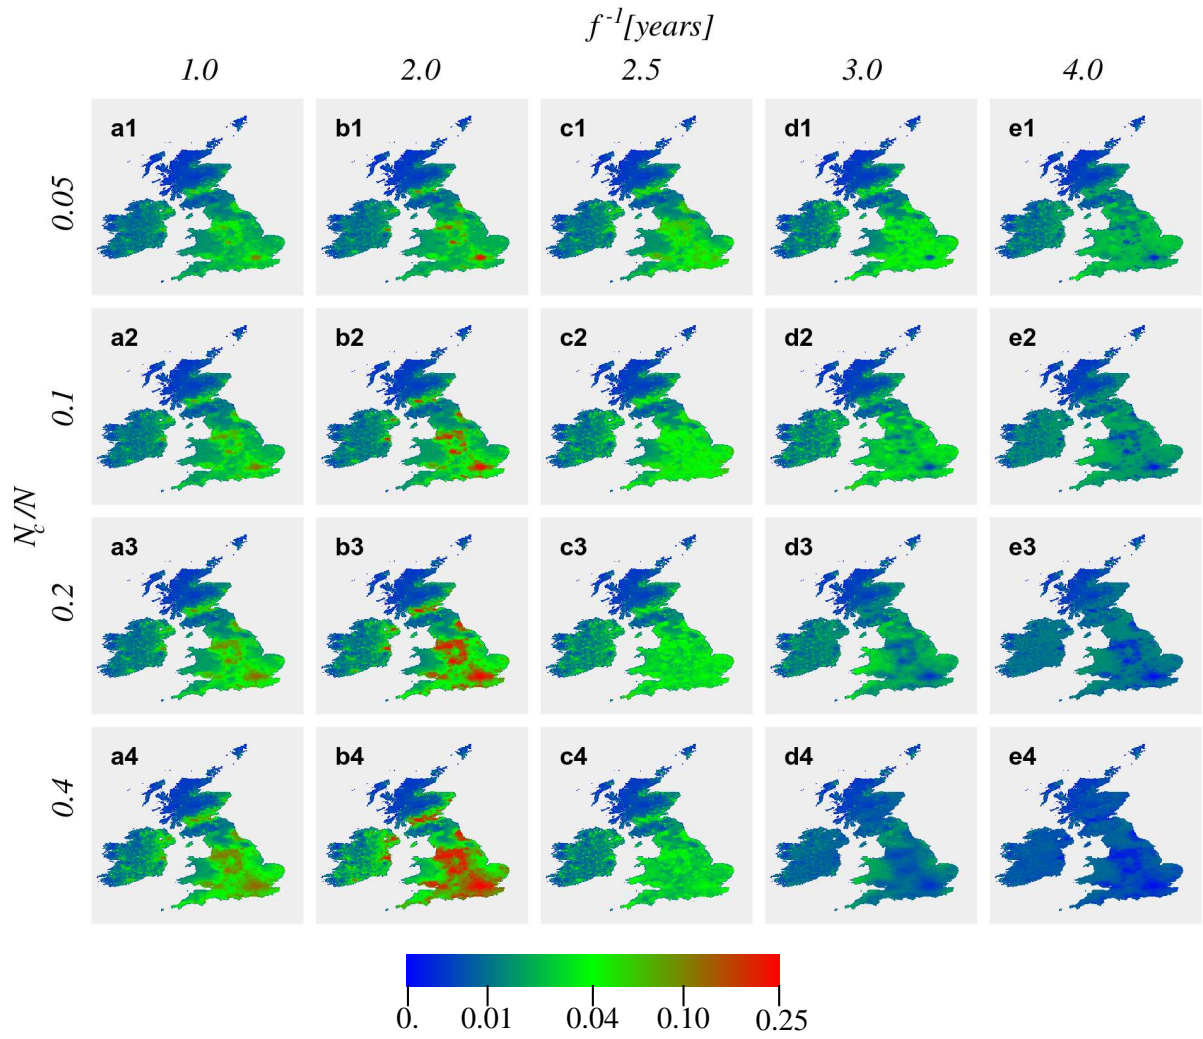 f⁻¹[years]
1.0 2.0 2.5 3.0 4.0
a1 b1 c1 d1 e1
0.05
a2 b2 c2 d2 e2
0.1
N_c/N
a3 b3 c3 d3 e3
0.2
a4 b4 c4 d4 e4
0.4
0. 0.01 0.04 0.10 0.25